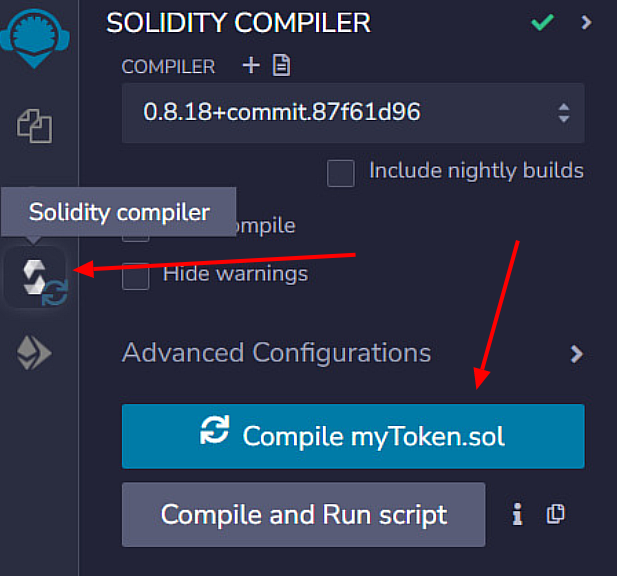 SOLIDITY COMPILER
COMPILER
0.8.18+commit.87f61d96
Include nightly builds
Solidity compiler
ompile
Hide warnings
Advanced Configurations
Compile myToken.sol
Compile and Run script